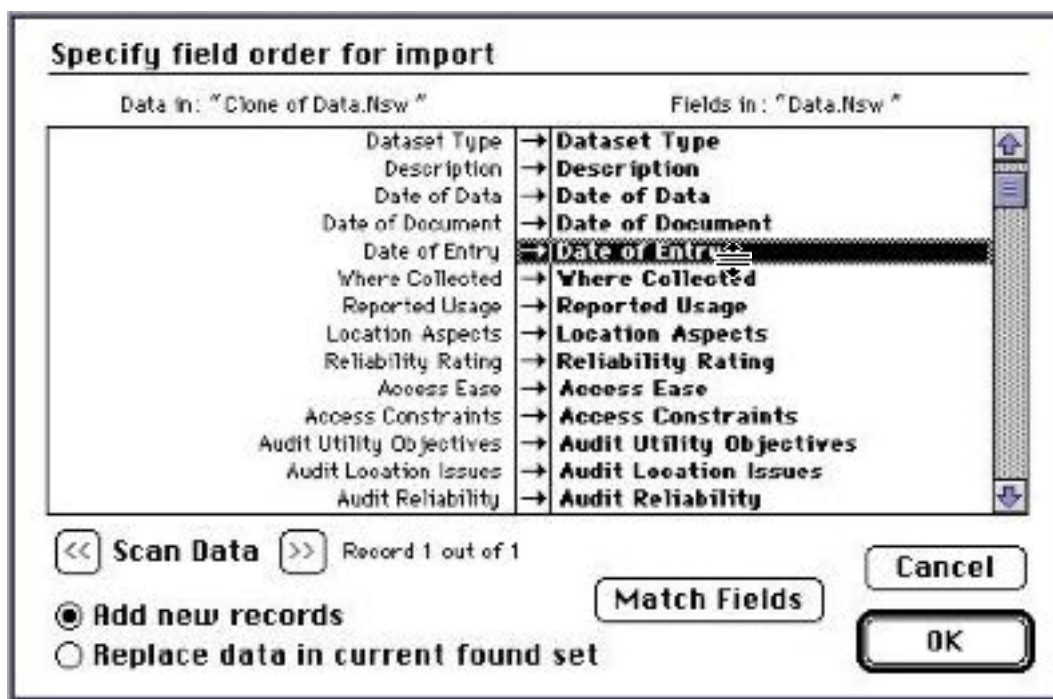 Specify field order for import
Data in: "Clone of Data.Nsw" Fields in: "Data.Nsw"
Dataset Type → Dataset Type
Description → Description
Date of Data → Date of Data
Date of Document → Date of Document
Date of Entry → Date of Entry
Where Collected → Where Collected
Reported Usage → Reported Usage
Location Aspects → Location Aspects
Reliability Rating → Reliability Rating
Access Ease → Access Ease
Access Constraints → Access Constraints
Audit Utility Objectives → Audit Utility Objectives
Audit Location Issues → Audit Location Issues
Audit Reliability → Audit Reliability
<< Scan Data >> Record 1 out of 1
Cancel
Match Fields
Add new records
OK
Replace data in current found set